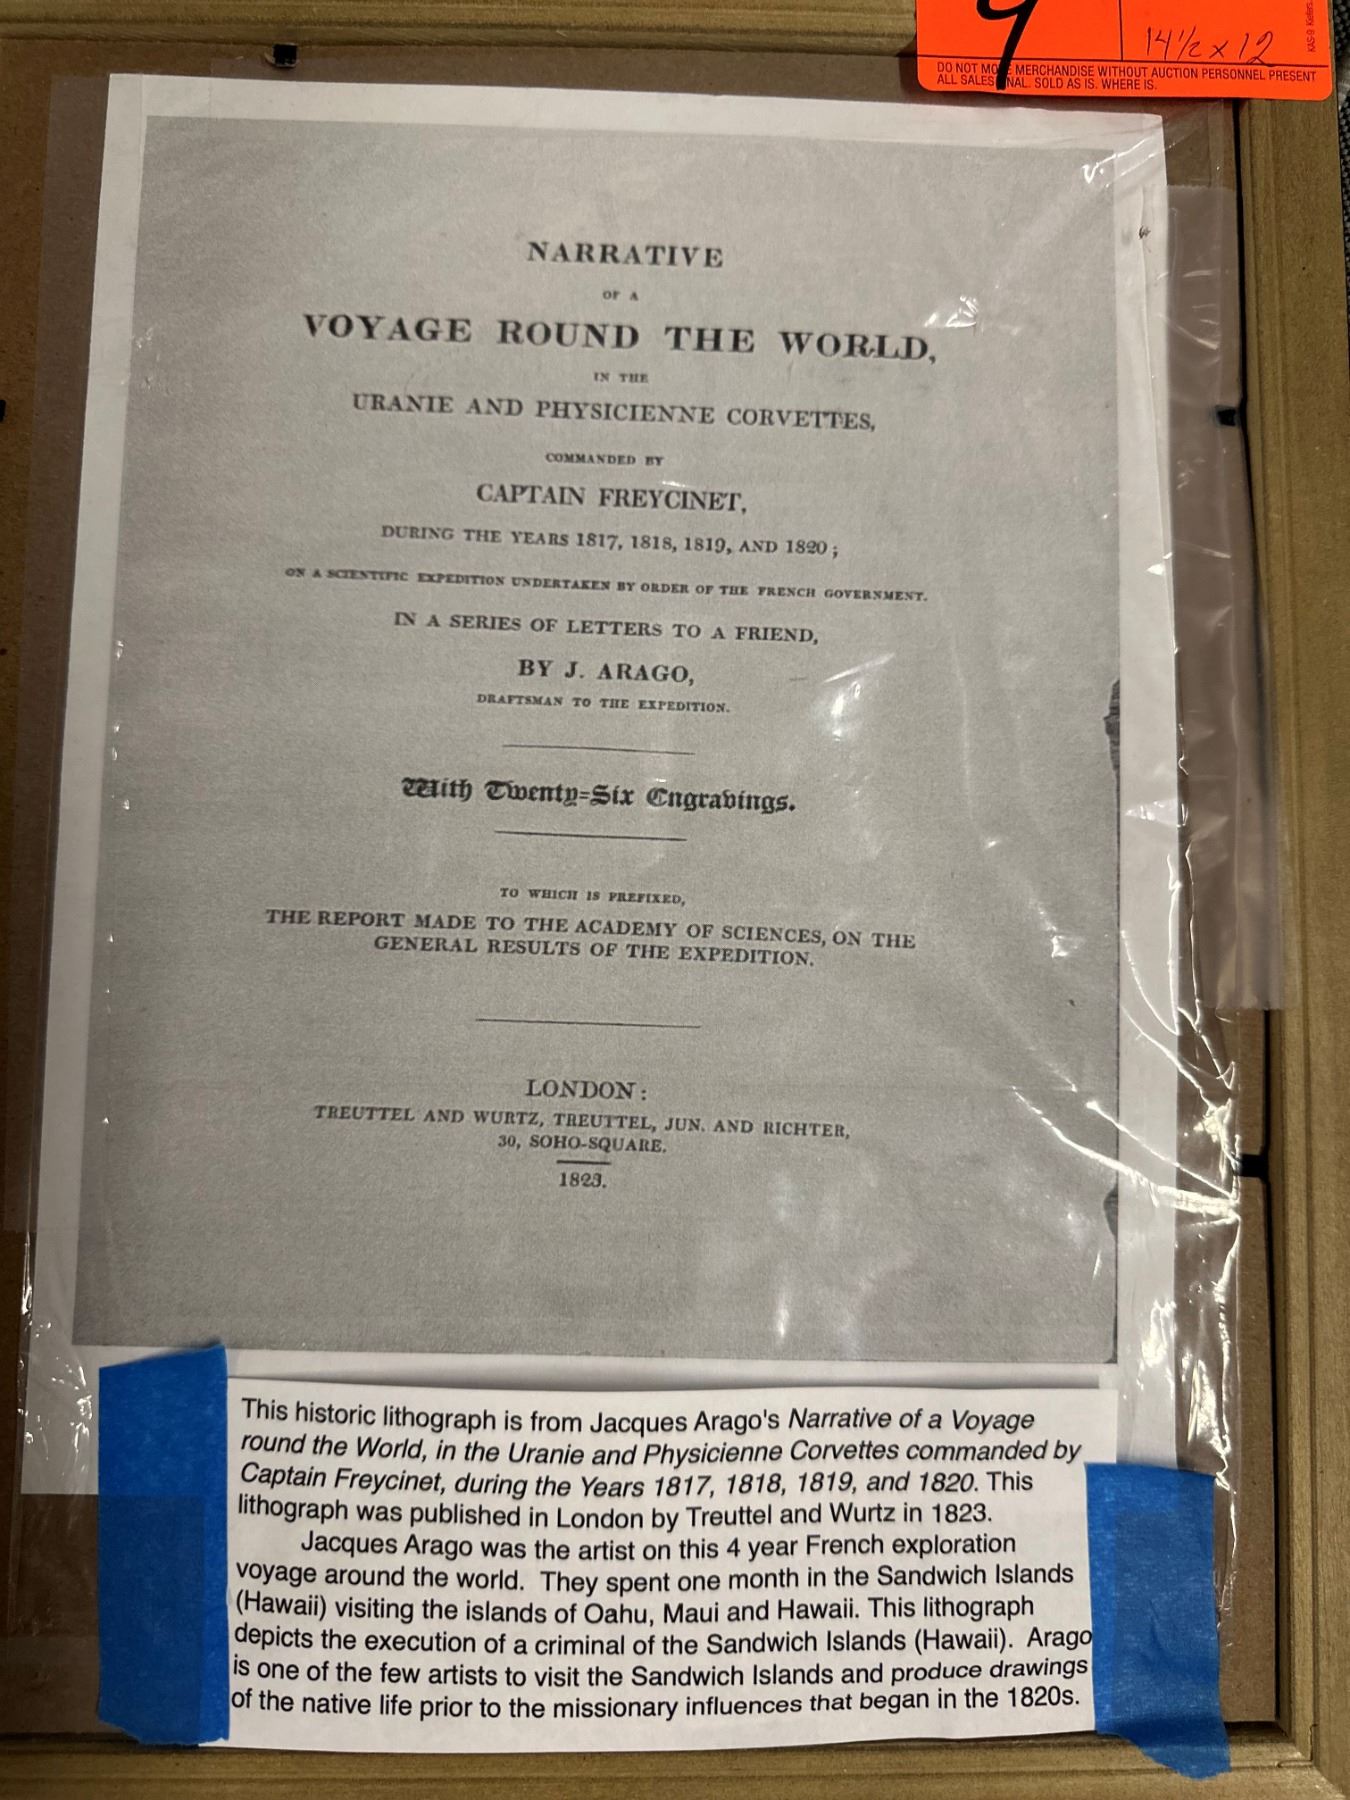 9
14 1/2 x 12
KAS-9 Kiefers
DO NOT MOVE MERCHANDISE WITHOUT AUCTION PERSONNEL PRESENT
ALL SALES FINAL. SOLD AS IS. WHERE IS.
NARRATIVE
OF A
VOYAGE ROUND THE WORLD,
IN THE
URANIE AND PHYSICIENNE CORVETTES,
COMMANDED BY
CAPTAIN FREYCINET,
DURING THE YEARS 1817, 1818, 1819, AND 1820;
ON A SCIENTIFIC EXPEDITION UNDERTAKEN BY ORDER OF THE FRENCH GOVERNMENT.
IN A SERIES OF LETTERS TO A FRIEND,
BY J. ARAGO,
DRAFTSMAN TO THE EXPEDITION.
With Twenty=Six Engravings.
TO WHICH IS PREFIXED,
THE REPORT MADE TO THE ACADEMY OF SCIENCES, ON THE
GENERAL RESULTS OF THE EXPEDITION.
LONDON:
TREUTTEL AND WURTZ, TREUTTEL, JUN. AND RICHTER,
30, SOHO-SQUARE.
1823.
This historic lithograph is from Jacques Arago's Narrative of a Voyage
round the World, in the Uranie and Physicienne Corvettes commanded by
Captain Freycinet, during the Years 1817, 1818, 1819, and 1820. This
lithograph was published in London by Treuttel and Wurtz in 1823.
Jacques Arago was the artist on this 4 year French exploration
voyage around the world. They spent one month in the Sandwich Islands
(Hawaii) visiting the islands of Oahu, Maui and Hawaii. This lithograph
depicts the execution of a criminal of the Sandwich Islands (Hawaii). Arago
is one of the few artists to visit the Sandwich Islands and produce drawings
of the native life prior to the missionary influences that began in the 1820s.